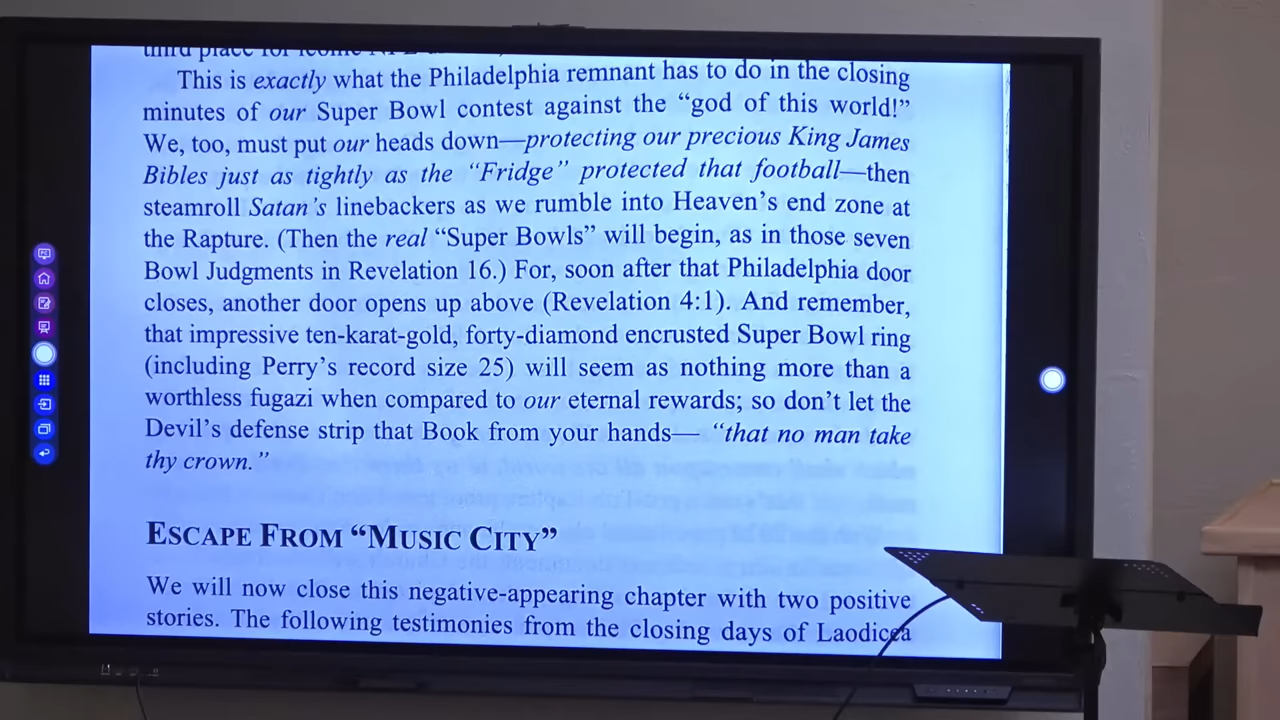 third place for iconic NFL
This is exactly what the Philadelphia remnant has to do in the closing
minutes of our Super Bowl contest against the “god of this world!”
We, too, must put our heads down—protecting our precious King James
Bibles just as tightly as the “Fridge” protected that football—then
steamroll Satan’s linebackers as we rumble into Heaven’s end zone at
the Rapture. (Then the real “Super Bowls” will begin, as in those seven
Bowl Judgments in Revelation 16.) For, soon after that Philadelphia door
closes, another door opens up above (Revelation 4:1). And remember,
that impressive ten-karat-gold, forty-diamond encrusted Super Bowl ring
(including Perry’s record size 25) will seem as nothing more than a
worthless fugazi when compared to our eternal rewards; so don’t let the
Devil’s defense strip that Book from your hands— “that no man take
thy crown.”
ESCAPE FROM “MUSIC CITY”
We will now close this negative-appearing chapter with two positive
stories. The following testimonies from the closing days of Laodicea